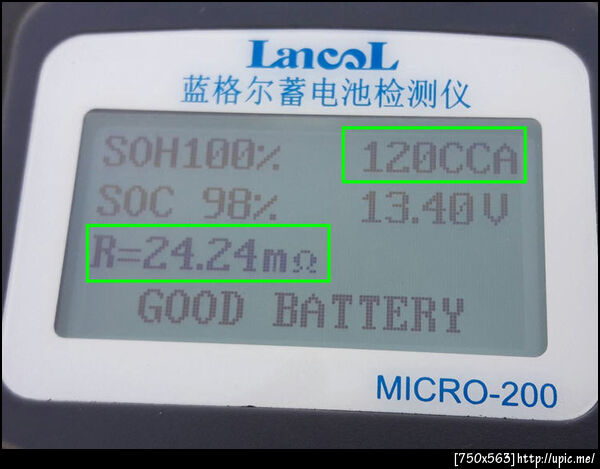 LancoL
蓝格尔蓄电池检测仪
SOH100% 120CCA
SOC 98% 13.40V
R=24.24mΩ
GOOD BATTERY
MICRO-200
[750x563]http://upic.me/